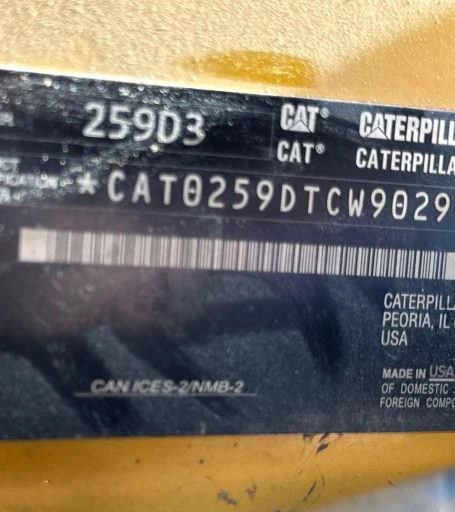 259D3 CAT® CATERPILL
CAT® CATERPILLA
*CAT0259DTCW9029
CATERPILLA
PEORIA, IL
USA
MADE IN USA
OF DOMESTIC
FOREIGN COMPO
CAN ICES-2/NMB-2